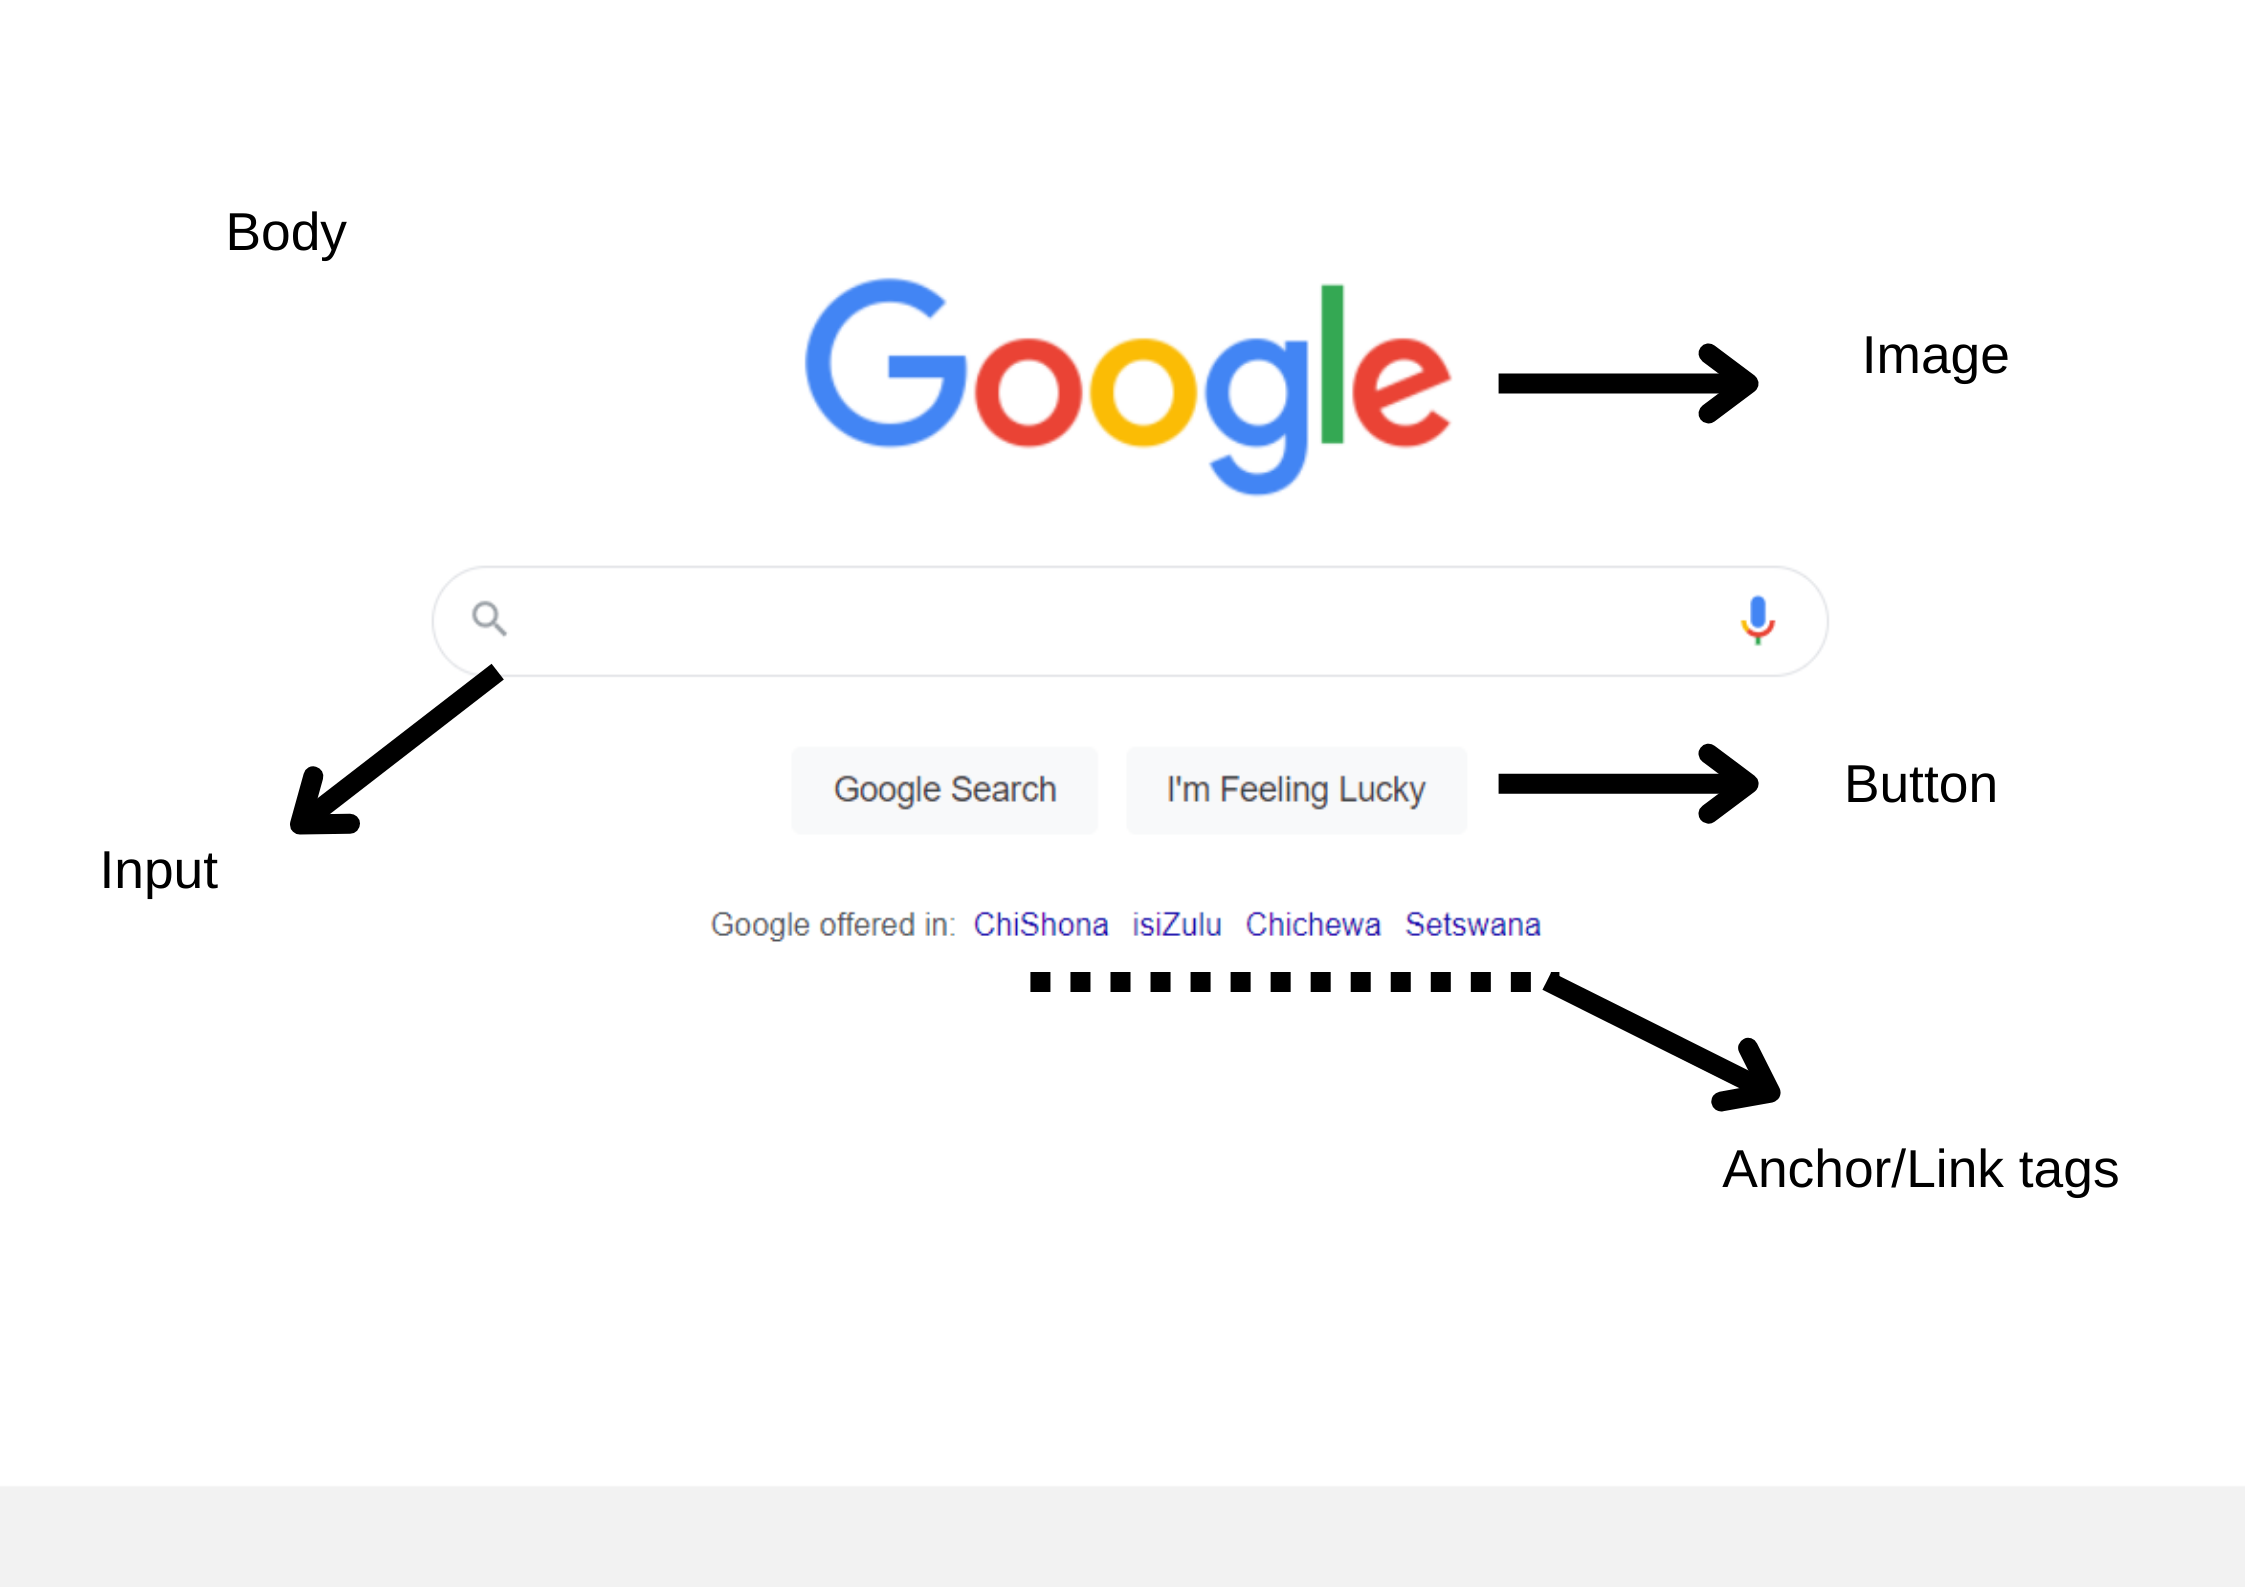 Body
Google
Image
Google Search I'm Feeling Lucky
Button
Input
Google offered in: ChiShona isiZulu Chichewa Setswana
Anchor/Link tags